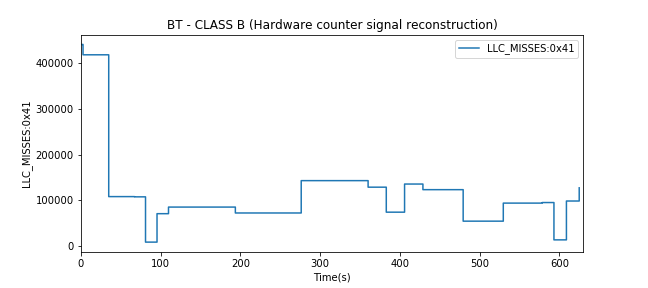 BT - CLASS B (Hardware counter signal reconstruction)
LLC_MISSES:0x41
400000
300000
200000
100000
0
LLC_MISSES:0x41
0 100 200 300 400 500 600
Time(s)